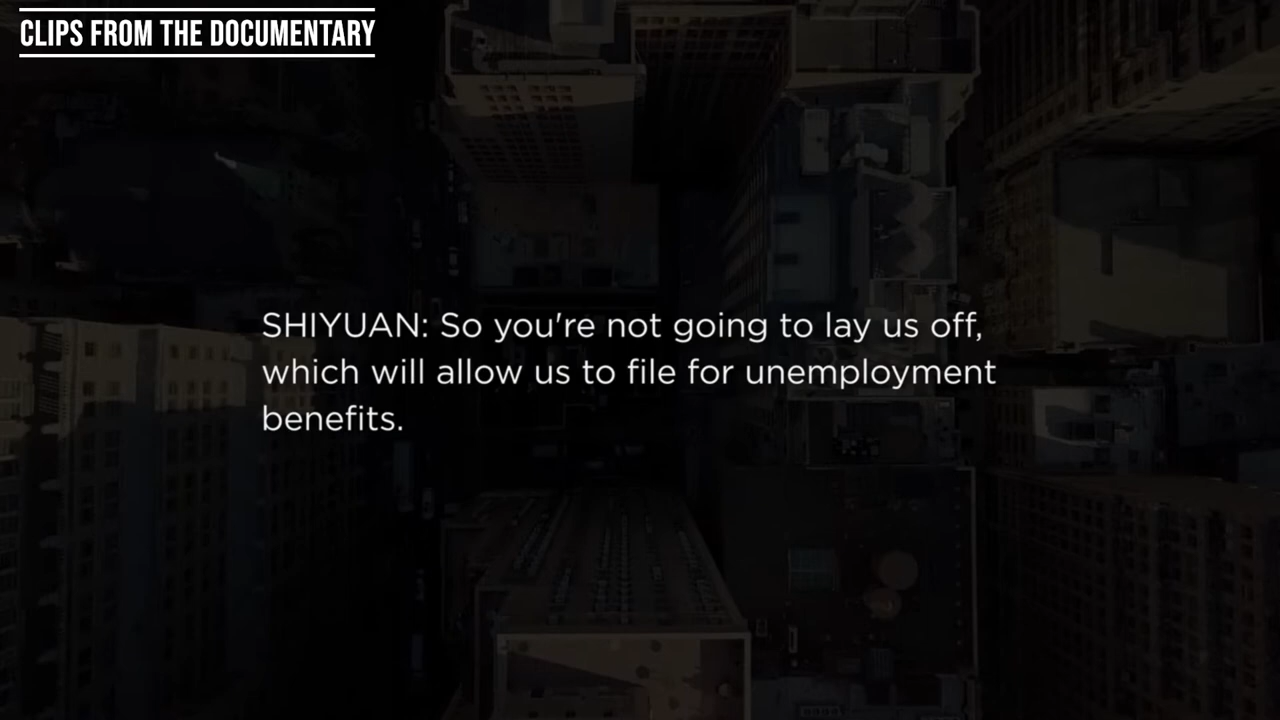 CLIPS FROM THE DOCUMENTARY
SHIYUAN: So you're not going to lay us off,
which will allow us to file for unemployment
benefits.